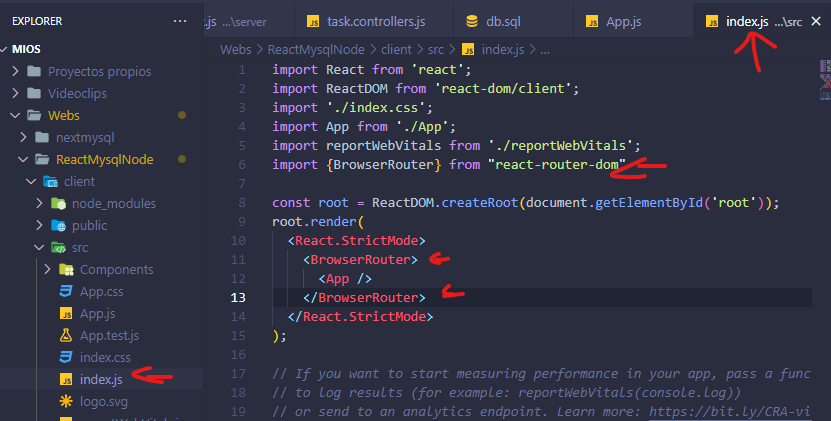 EXPLORER ...
MIOS
Proyectos propios
Videoclips
Webs
nextmysql
ReactMysqlNode
client
node_modules
public
src
Components
App.css
App.js
App.test.js
index.css
index.js
logo.svg
.js ...\server
JS task.controllers.js
db.sql
JS App.js
JS index.js ...\src
Webs > ReactMysqlNode > client > src > JS index.js > ...
1 import React from 'react';
2 import ReactDOM from 'react-dom/client';
3 import './index.css';
4 import App from './App';
5 import reportWebVitals from './reportWebVitals';
6 import {BrowserRouter} from "react-router-dom"
7
8 const root = ReactDOM.createRoot(document.getElementById('root'));
9 root.render(
10 <React.StrictMode>
11 <BrowserRouter>
12 <App />
13 </BrowserRouter>
14 </React.StrictMode>
15 );
16
17 // If you want to start measuring performance in your app, pass a func
18 // to log results (for example: reportWebVitals(console.log))
19 // or send to an analytics endpoint. Learn more: https://bit.ly/CRA-vi